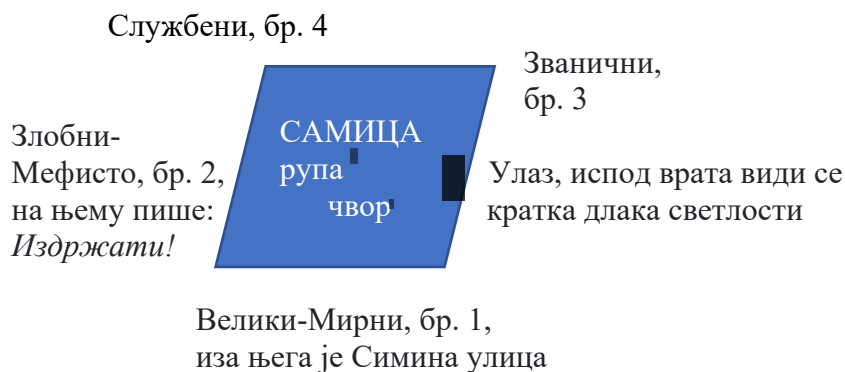 Службени, бр. 4
Званични,
бр. 3
САМИЦА
рупа
чвор
Злобни-
Мефисто, бр. 2,
на њему пише:
Издржати!
Улаз, испод врата види се
кратка длака светлости
Велики-Мирни, бр. 1,
иза њега је Симина улица